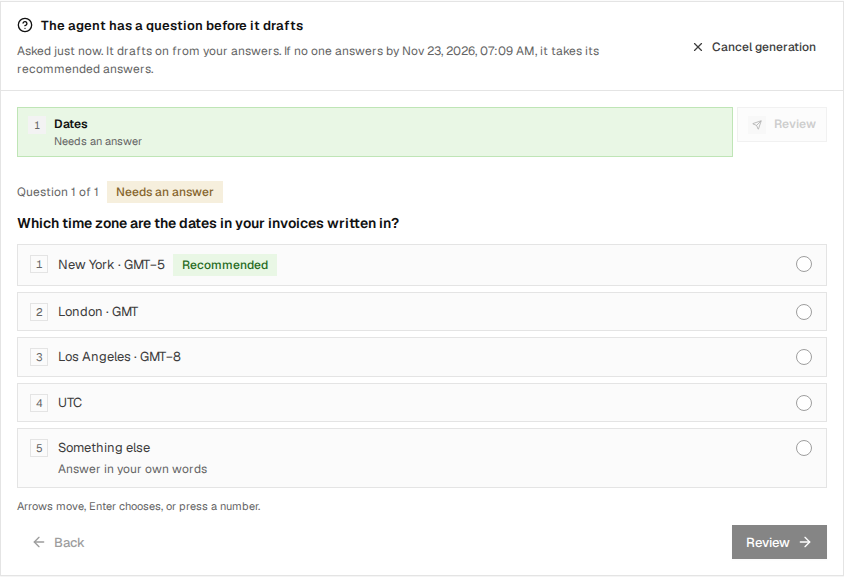 The agent has a question before it drafts
Asked just now. It drafts on from your answers. If no one answers by Nov 23, 2026, 07:09 AM, it takes its
recommended answers.
Cancel generation
1 Dates
Needs an answer
Review
Question 1 of 1 Needs an answer
Which time zone are the dates in your invoices written in?
1 New York · GMT−5 Recommended
2 London · GMT
3 Los Angeles · GMT−8
4 UTC
5 Something else
Answer in your own words
Arrows move, Enter chooses, or press a number.
Back
Review